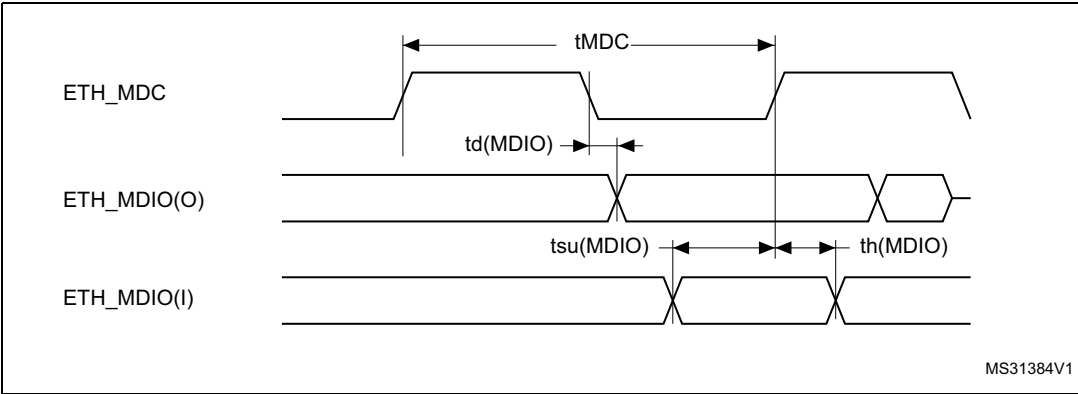 tMDC
ETH_MDC
td(MDIO)
ETH_MDIO(O)
tsu(MDIO) th(MDIO)
ETH_MDIO(I)
MS31384V1